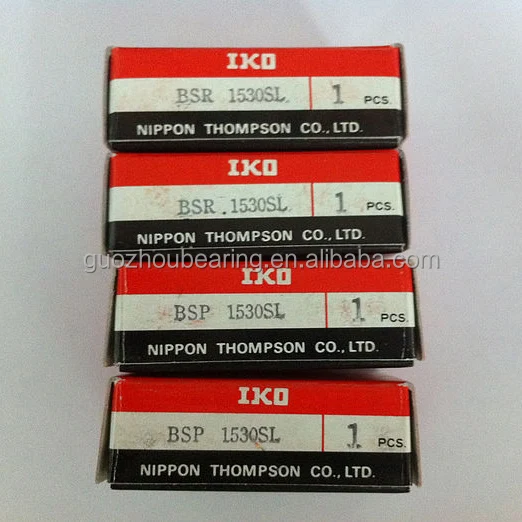 IKO
BSR 1530SL 1 PCS.
NIPPON THOMPSON CO., LTD.
IKO
BSR.1530SL 1 PCS.
NIPPON THOMPSON CO., LTD.
guozhoubearing.en.alibaba.com
IKO
BSP 1530SL 1 PCS.
NIPPON THOMPSON CO., LTD.
IKO
BSP 1530SL 1 PCS.
NIPPON THOMPSON CO., LTD.